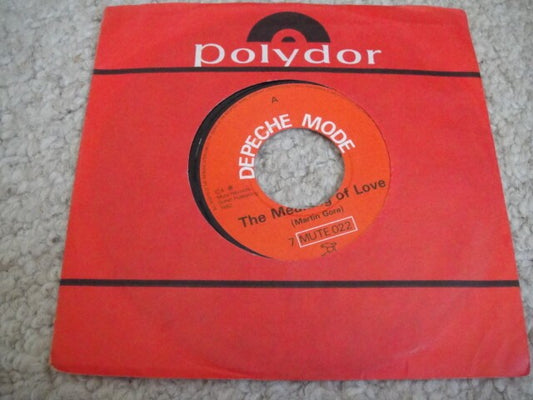 polydor
A
DEPECHE MODE
The Meaning of Love
(Martin Gore)
7 MUTE 022